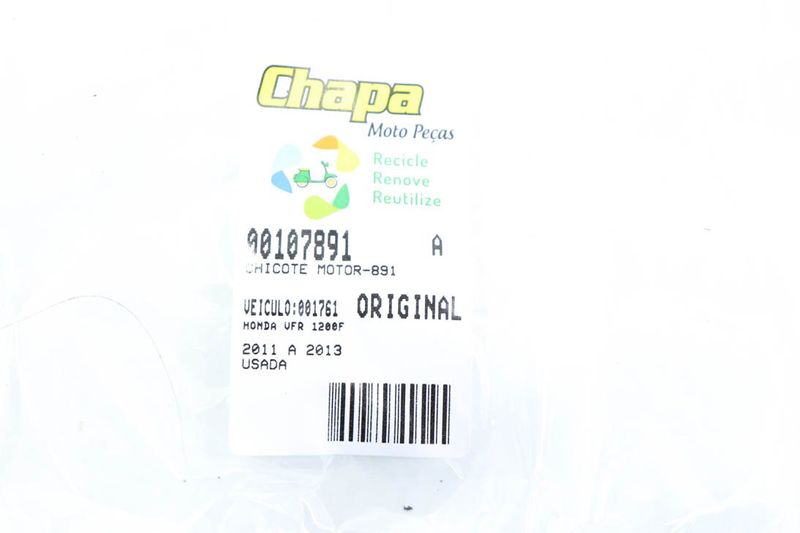 Chapa
Moto Peças
Recicle
Renove
Reutilize
00107891 A
CHICOTE MOTOR-891
VEICULO:001761 ORIGINAL
HONDA VFR 1200F
2011 A 2013
USADA